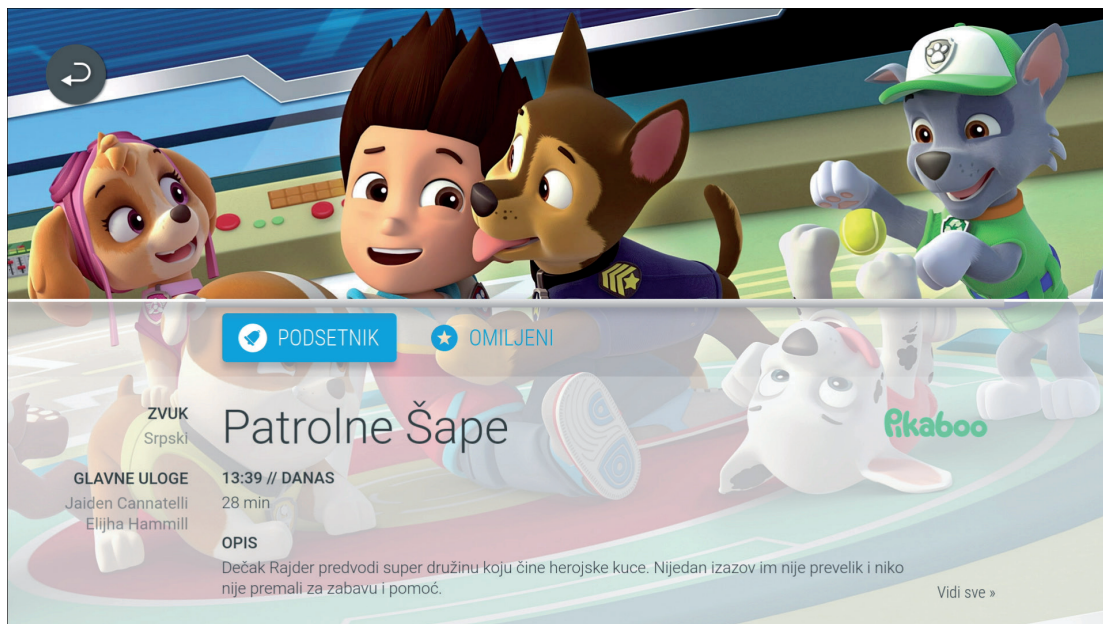 PODSETNIK
OMILJENI
ZVUK
Srpski
GLAVNE ULOGE
Jaiden Cannatelli
Elijha Hammill
Patrolne Šape
Pikaboo
13:39 // DANAS
28 min
OPIS
Dečak Rajder predvodi super družinu koju čine herojske kuce. Nijedan izazov im nije prevelik i niko
nije premali za zabavu i pomoć.
Vidi sve »